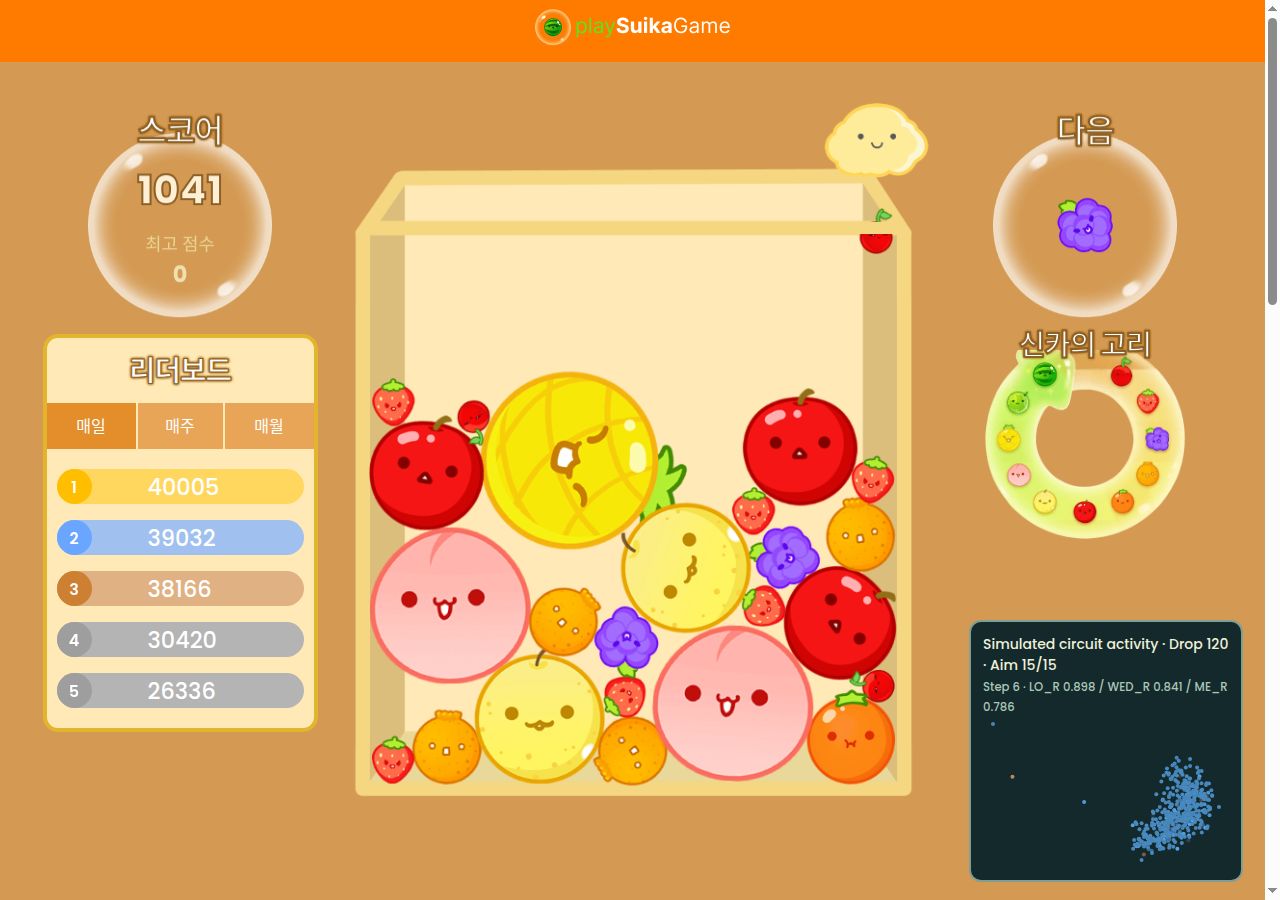 playSuikaGame
스코어
1041
최고 점수
0
다음
신카의 고리
리더보드
매일 매주 매월
1 40005
2 39032
3 38166
4 30420
5 26336
Simulated circuit activity · Drop 120
· Aim 15/15
Step 6 · LO_R 0.898 / WED_R 0.841 / ME_R
0.786